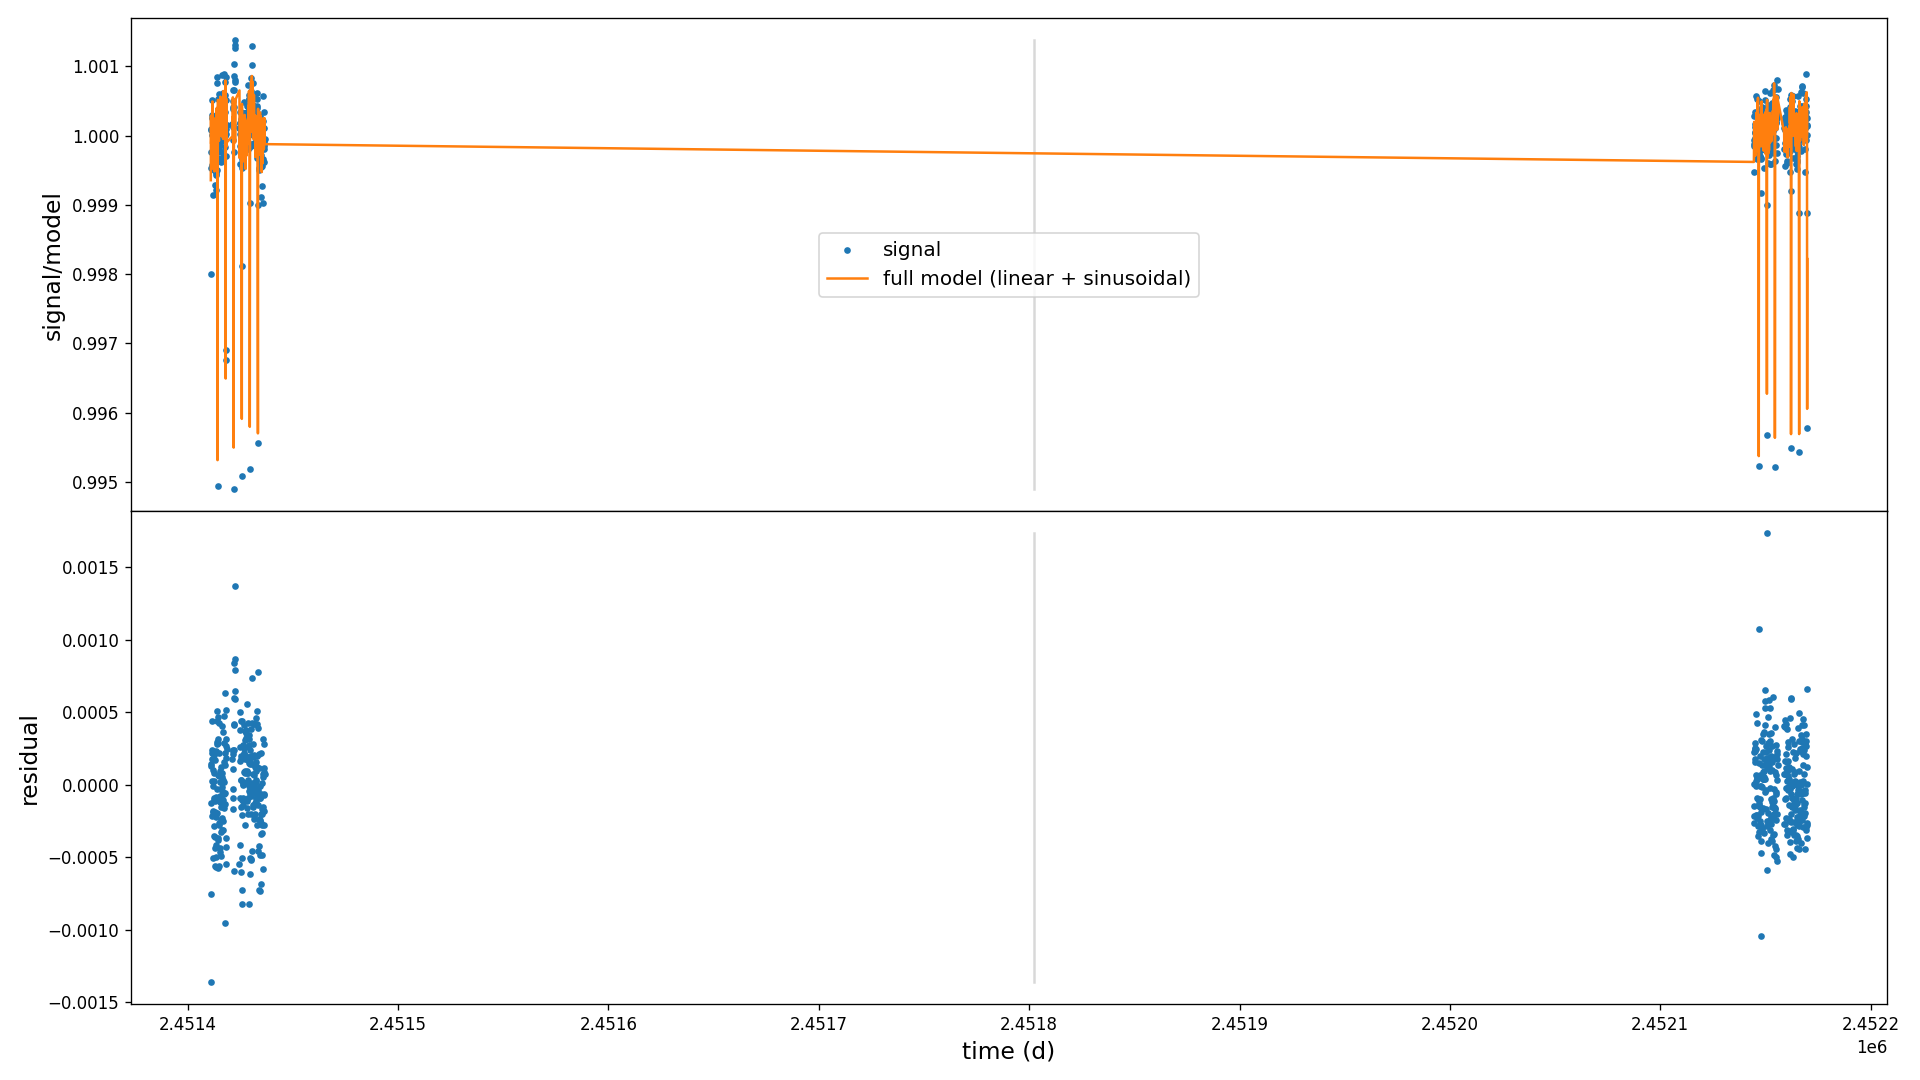 1.001
1.000
0.999
0.998
0.997
0.996
0.995
signal/model
signal
full model (linear + sinusoidal)
0.0015
0.0010
0.0005
0.0000
−0.0005
−0.0010
−0.0015
residual
2.4514 2.4515 2.4516 2.4517 2.4518 2.4519 2.4520 2.4521 2.4522
1e6
time (d)